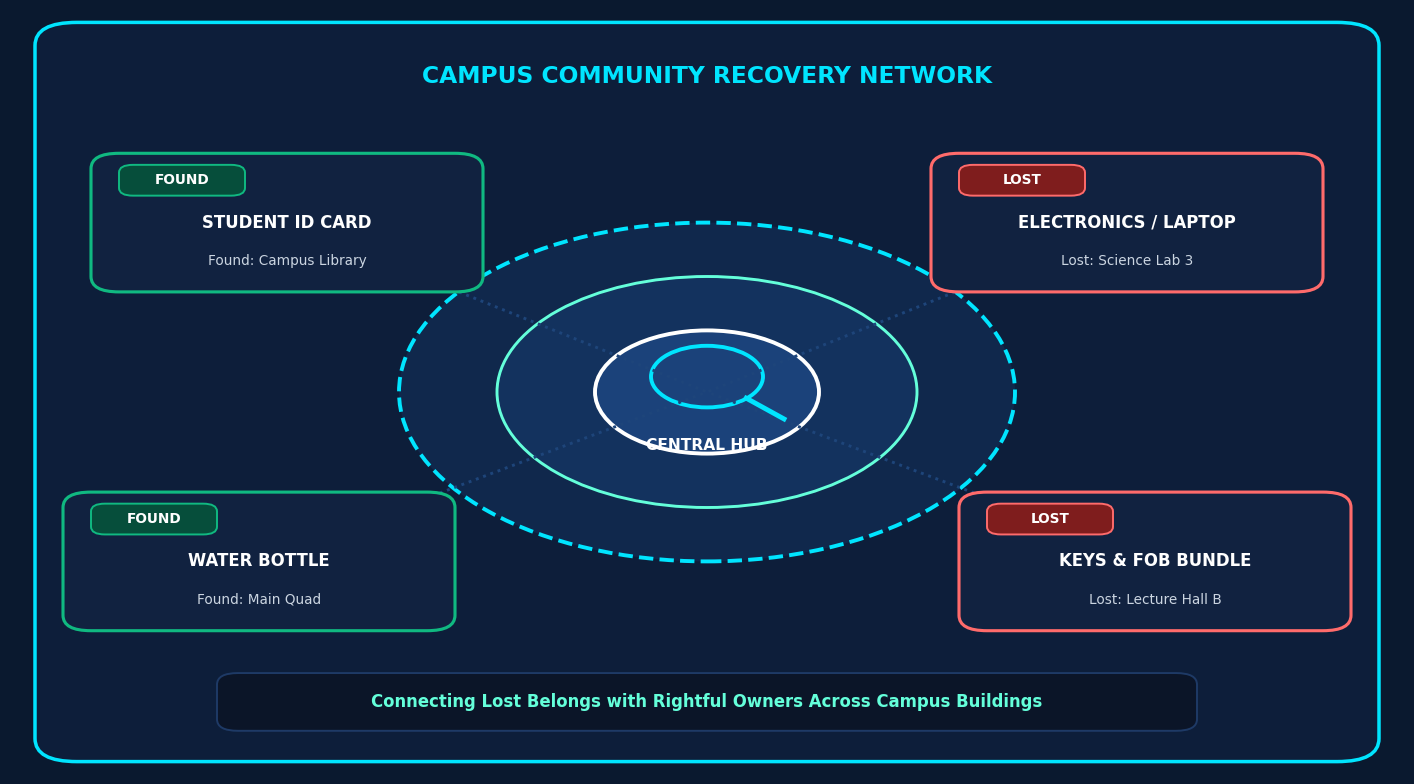 CAMPUS COMMUNITY RECOVERY NETWORK
FOUND
STUDENT ID CARD
Found: Campus Library
LOST
ELECTRONICS / LAPTOP
Lost: Science Lab 3
CENTRAL HUB
FOUND
WATER BOTTLE
Found: Main Quad
LOST
KEYS & FOB BUNDLE
Lost: Lecture Hall B
Connecting Lost Belongs with Rightful Owners Across Campus Buildings